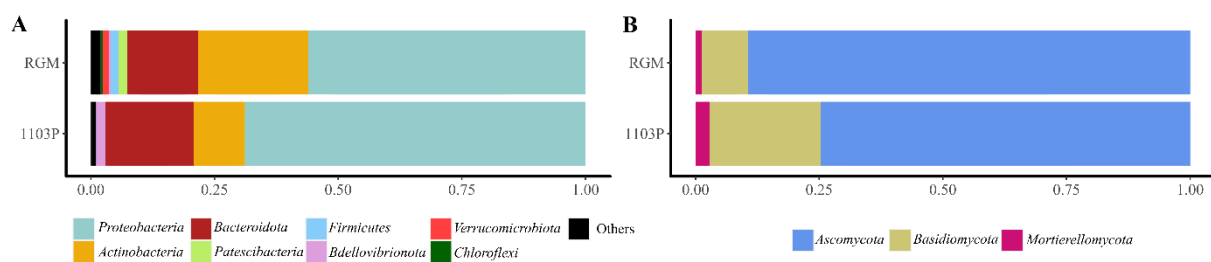 A
RGM
1103P
0.00 0.25 0.50 0.75 1.00
Proteobacteria Bacteroidota Firmicutes Verrucomicrobiota Others
Actinobacteria Patescibacteria Bdellovibrionota Chloroflexi
B
RGM
1103P
0.00 0.25 0.50 0.75 1.00
Ascomycota Basidiomycota Mortierellomycota